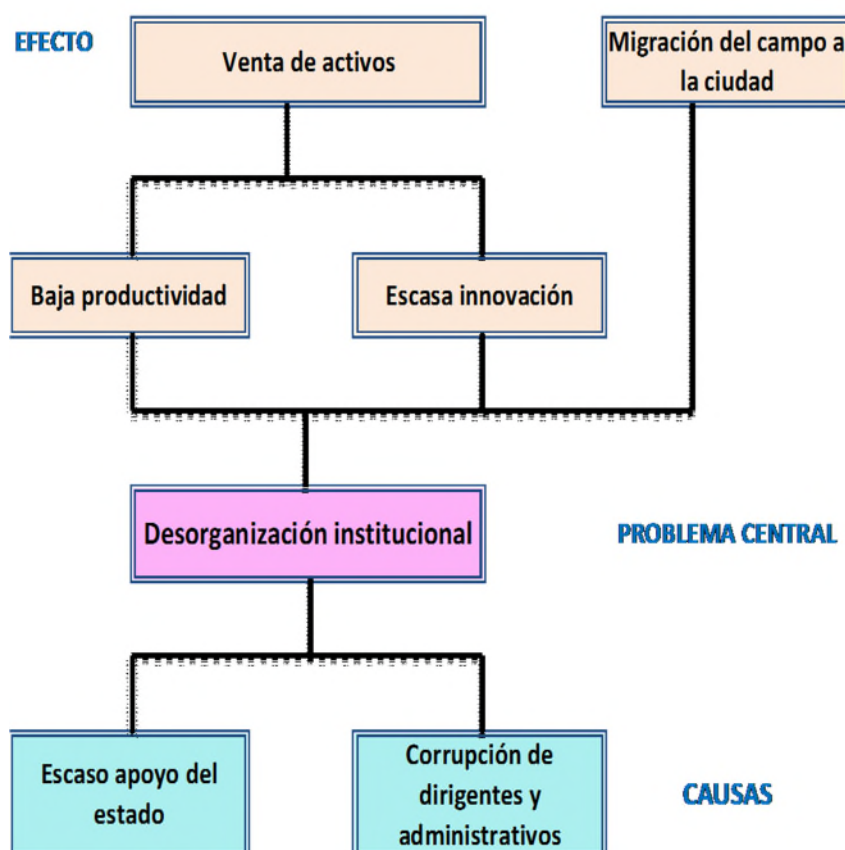 EFECTO
Venta de activos
Migración del campo a
la ciudad
Baja productividad
Escasa innovación
Desorganización institucional
PROBLEMA CENTRAL
Escaso apoyo del
estado
Corrupción de
dirigentes y
administrativos
CAUSAS